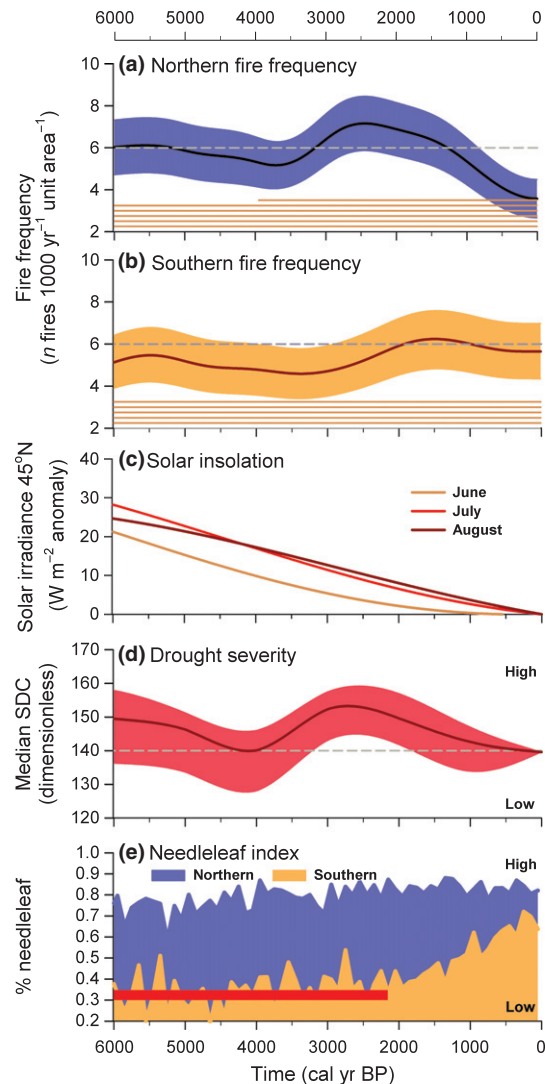 6000 5000 4000 3000 2000 1000 0
(a) Northern fire frequency
10
8
6
4
2
Fire frequency
(n fires 1000 yr⁻¹ unit area⁻¹)
(b) Southern fire frequency
10
8
6
4
2
(c) Solar insolation
40
30
20
10
0
Solar irradiance 45°N
(W m⁻² anomaly)
June
July
August
(d) Drought severity
170
160
150
140
130
120
Median SDC
(dimensionless)
High
Low
(e) Needleleaf index
Northern Southern
1.0
0.9
0.8
0.7
0.6
0.5
0.4
0.3
0.2
% needleleaf
High
Low
6000 5000 4000 3000 2000 1000 0
Time (cal yr BP)